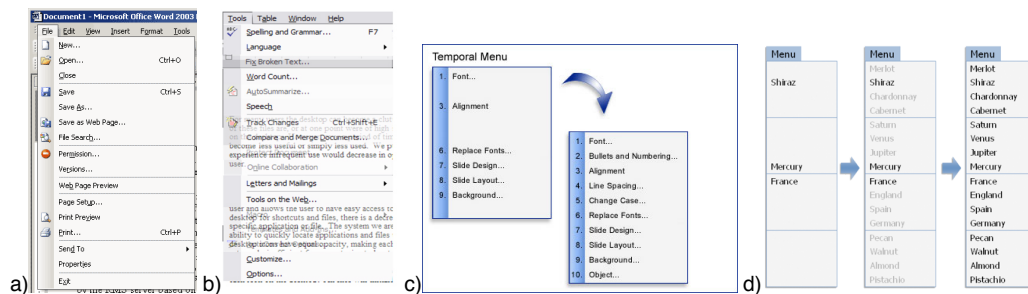 Document1 - Microsoft Office Word 2003
File Edit View Insert Format Tools
New...
Open... Ctrl+O
Close
Save Ctrl+S
Save As...
Save as Web Page...
File Search...
Permission...
Versions...
Web Page Preview
Page Setup...
Print Preview
Print... Ctrl+P
Send To
Properties
Exit
a)
Tools Table Window Help
Spelling and Grammar... F7
Language
Fix Broken Text...
Word Count...
AutoSummarize...
Speech
Track Changes Ctrl+Shift+E
Compare and Merge Documents...
Online Collaboration
Letters and Mailings
Tools on the Web...
Customize...
Options...
b)
Temporal Menu
1. Font...
3. Alignment
6. Replace Fonts...
7. Slide Design...
8. Slide Layout...
9. Background...
1. Font...
2. Bullets and Numbering...
3. Alignment
4. Line Spacing...
5. Change Case...
6. Replace Fonts...
7. Slide Design...
8. Slide Layout...
9. Background...
10. Object...
c)
Menu
Shiraz
Mercury
France
Menu
Merlot
Shiraz
Chardonnay
Cabernet
Saturn
Venus
Jupiter
Mercury
France
England
Spain
Germany
Pecan
Walnut
Almond
Pistachio
Menu
Merlot
Shiraz
Chardonnay
Cabernet
Saturn
Venus
Jupiter
Mercury
France
England
Spain
Germany
Pecan
Walnut
Almond
Pistachio
d)